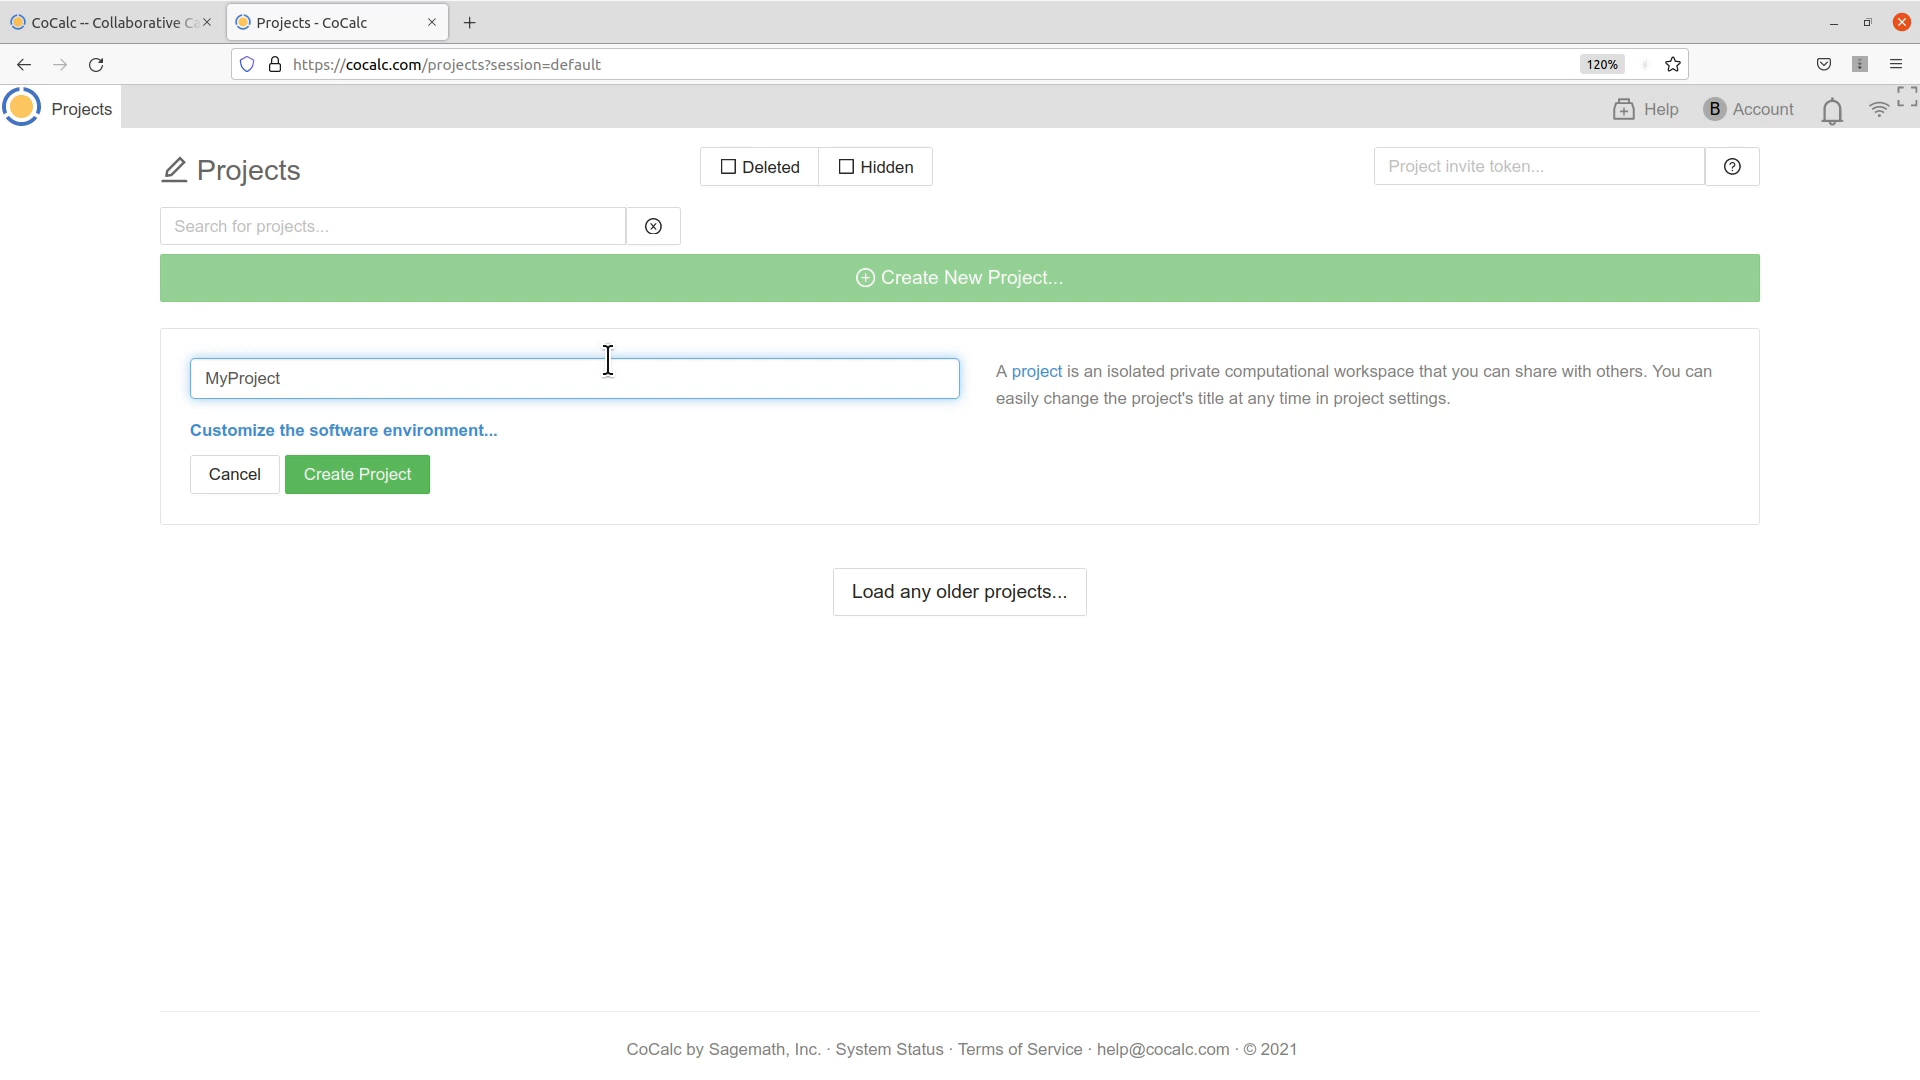 CoCalc -- Collaborative Ca
Projects - CoCalc
https://cocalc.com/projects?session=default
120%
Projects
Help
B Account
Projects
Deleted
Hidden
Project invite token...
Search for projects...
Create New Project...
MyProject
A project is an isolated private computational workspace that you can share with others. You can
easily change the project's title at any time in project settings.
Customize the software environment...
Cancel
Create Project
Load any older projects...
CoCalc by Sagemath, Inc. · System Status · Terms of Service · help@cocalc.com · © 2021